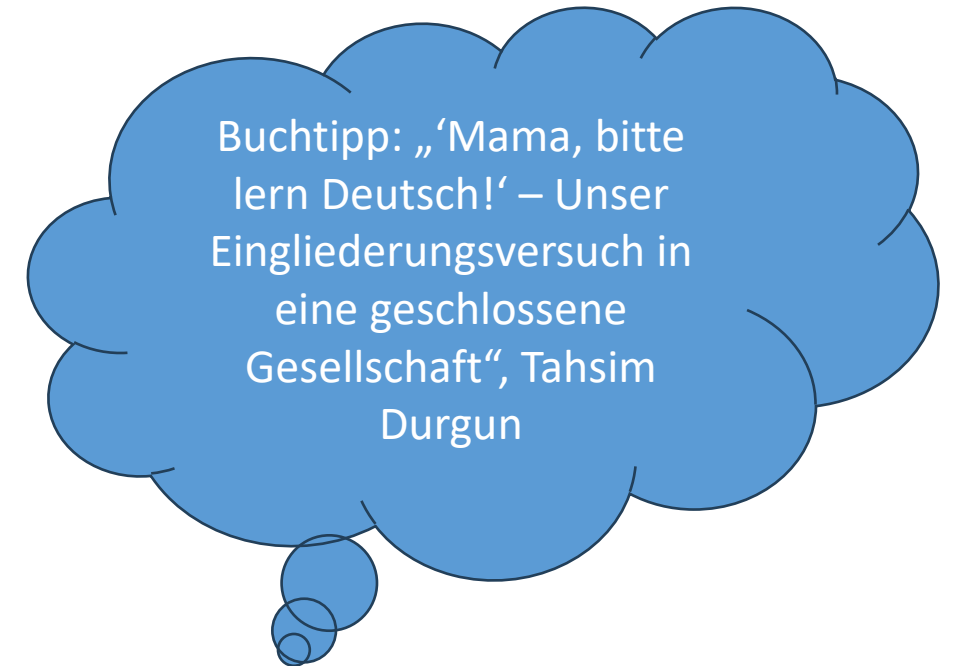 Buchtipp: „‘Mama, bitte
lern Deutsch!‘ – Unser
Eingliederungsversuch in
eine geschlossene
Gesellschaft“, Tahsim
Durgun